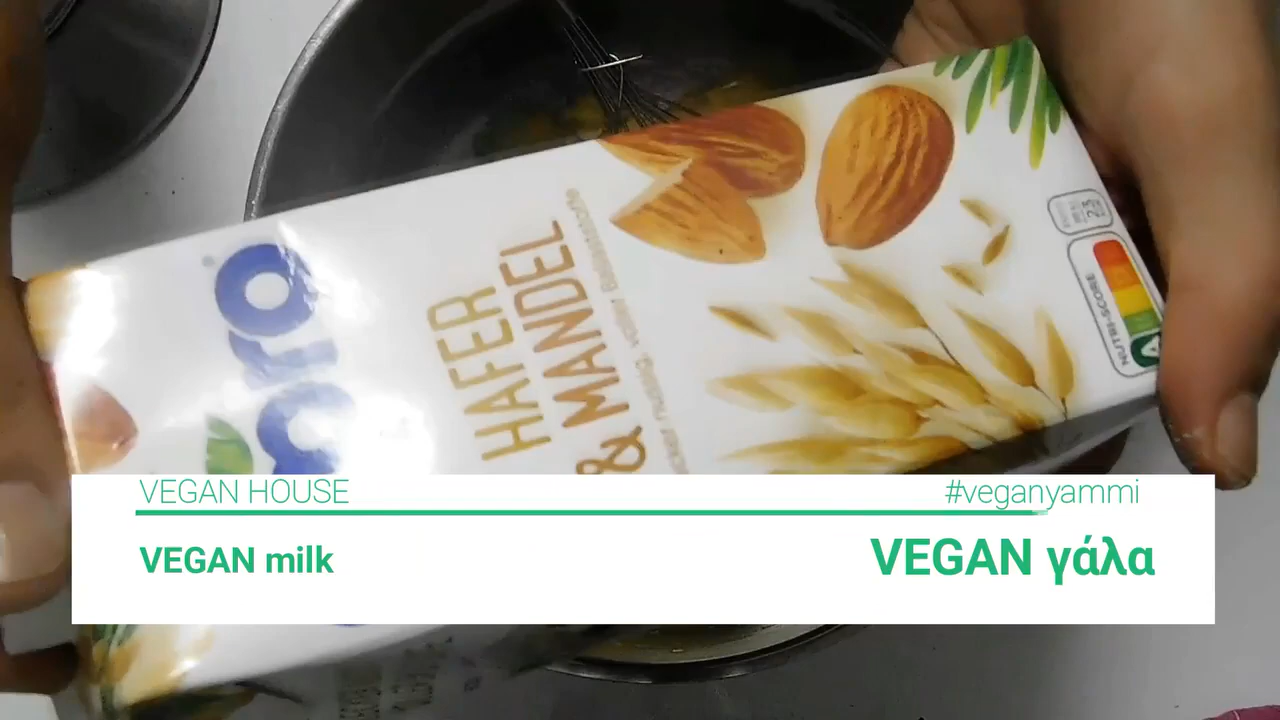 HAFER
& MANDEL
NUTRI-SCORE
A
VEGAN HOUSE
#veganyammi
VEGAN milk
VEGAN γάλα